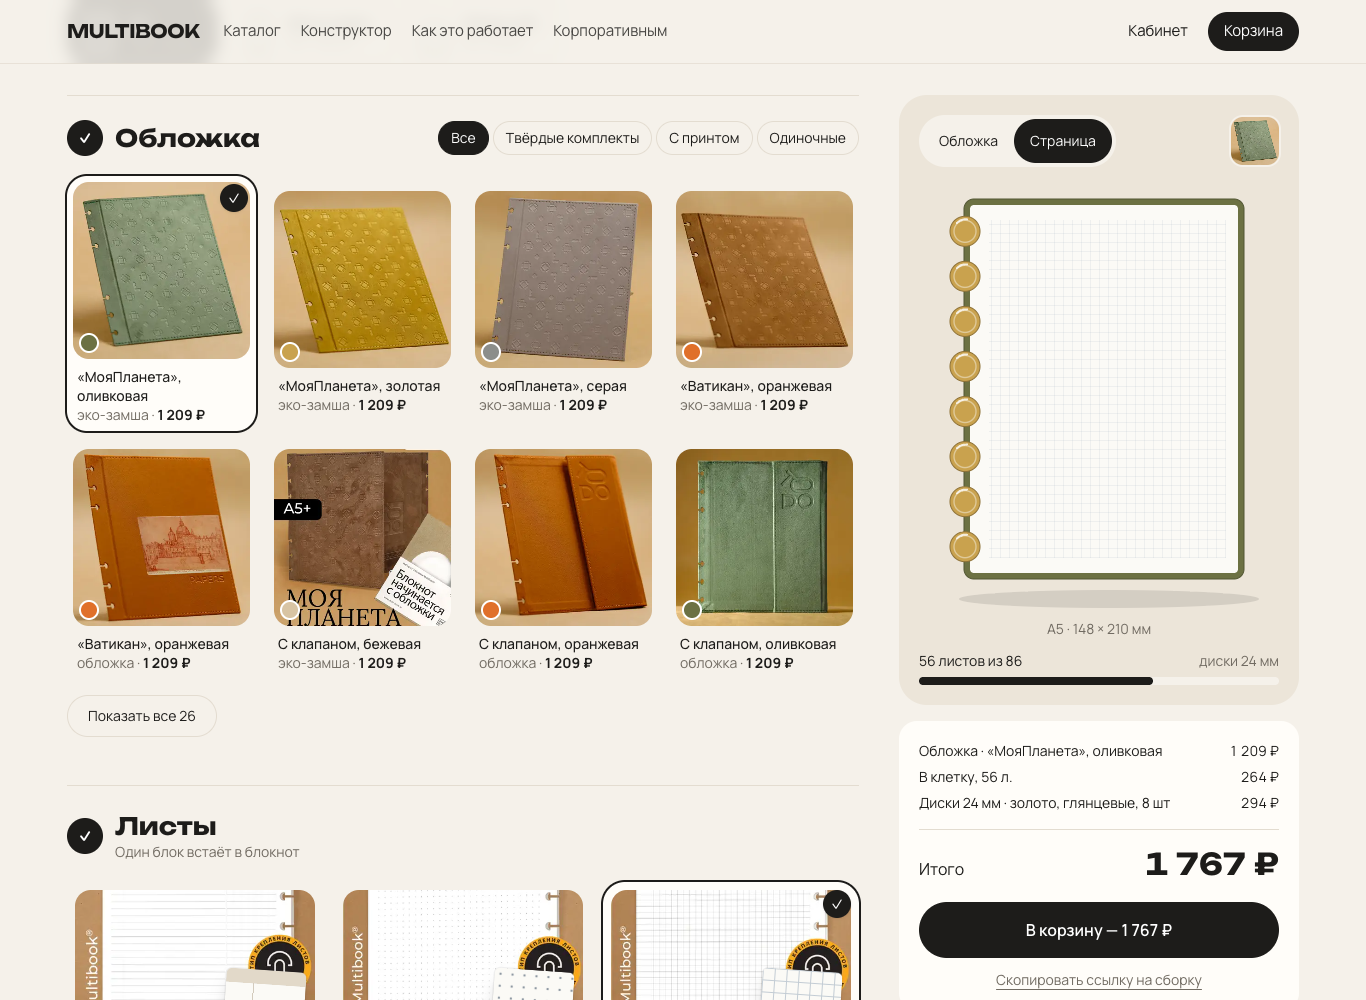 MULTIBOOK
Каталог
Конструктор
Как это работает
Корпоративным
Кабинет
Корзина
Обложка
Все
Твёрдые комплекты
С принтом
Одиночные
«МояПланета»,
оливковая
эко-замша · 1 209 ₽
«МояПланета», золотая
эко-замша · 1 209 ₽
«МояПланета», серая
эко-замша · 1 209 ₽
«Ватикан», оранжевая
эко-замша · 1 209 ₽
A5+
Блокнот
начинается
с обложки
МОЯ
ПЛАНЕТА
«Ватикан», оранжевая
обложка · 1 209 ₽
С клапаном, бежевая
эко-замша · 1 209 ₽
С клапаном, оранжевая
обложка · 1 209 ₽
С клапаном, оливковая
обложка · 1 209 ₽
Показать все 26
Листы
Один блок встаёт в блокнот
Multibook®
Multibook®
Multibook®
Обложка
Страница
A5 · 148 × 210 мм
56 листов из 86
диски 24 мм
Обложка · «МояПланета», оливковая
1 209 ₽
В клетку, 56 л.
264 ₽
Диски 24 мм · золото, глянцевые, 8 шт
294 ₽
Итого
1 767 ₽
В корзину — 1 767 ₽
Скопировать ссылку на сборку